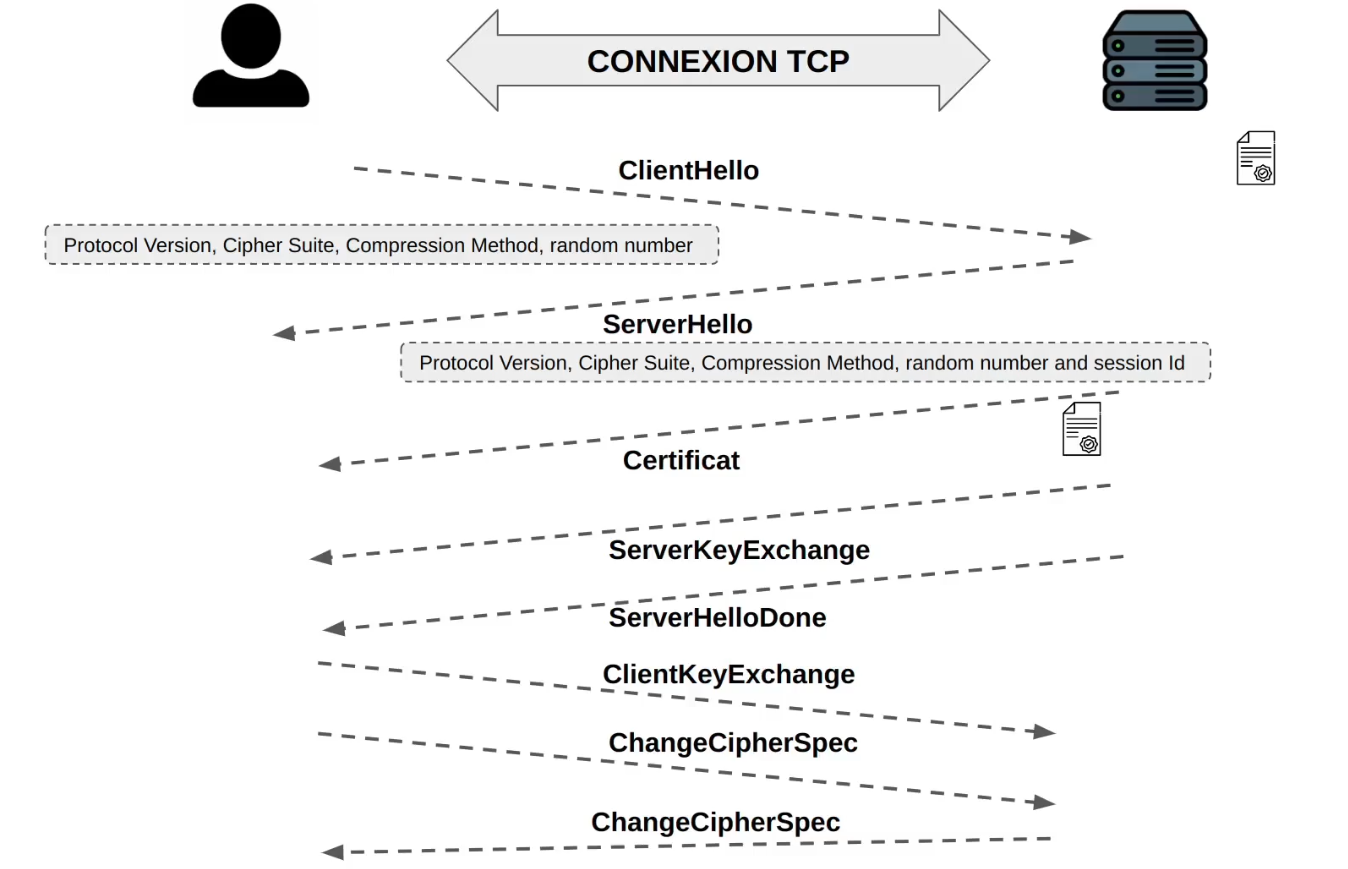 CONNEXION TCP
ClientHello
Protocol Version, Cipher Suite, Compression Method, random number
ServerHello
Protocol Version, Cipher Suite, Compression Method, random number and session Id
Certificat
ServerKeyExchange
ServerHelloDone
ClientKeyExchange
ChangeCipherSpec
ChangeCipherSpec